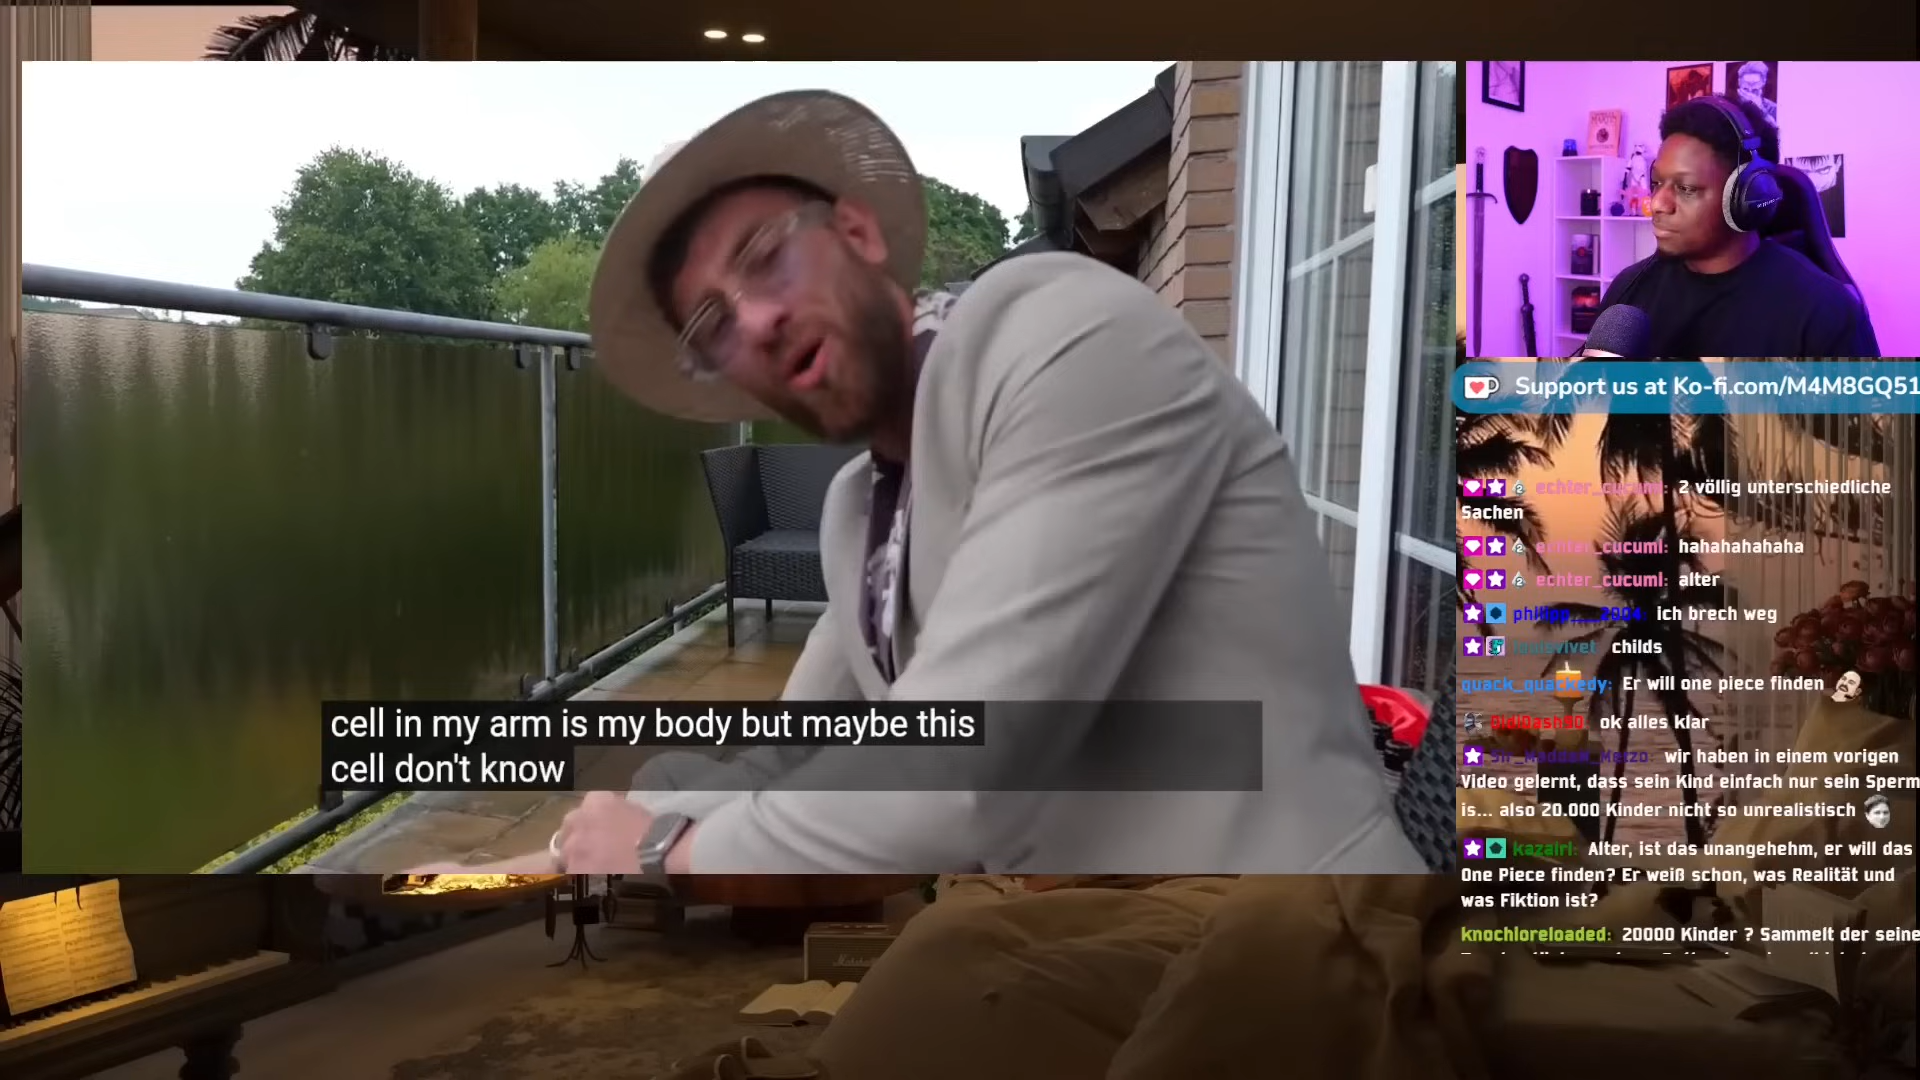 cell in my arm is my body but maybe this
cell don't know
Support us at Ko-fi.com/M4M8GQ51
echter_cucuml: 2 völlig unterschiedliche
Sachen
echter_cucuml: hahahahahaha
echter_cucuml: alter
ich brech weg
childs
quack_quackedy: Er will one piece finden
ok alles klar
wir haben in einem vorigen
Video gelernt, dass sein Kind einfach nur sein Sperm
is... also 20.000 Kinder nicht so unrealistisch
kazairi: Alter, ist das unangehehm, er will das
One Piece finden? Er weiß schon, was Realität und
was Fiktion ist?
knochloreloaded: 20000 Kinder ? Sammelt der seine